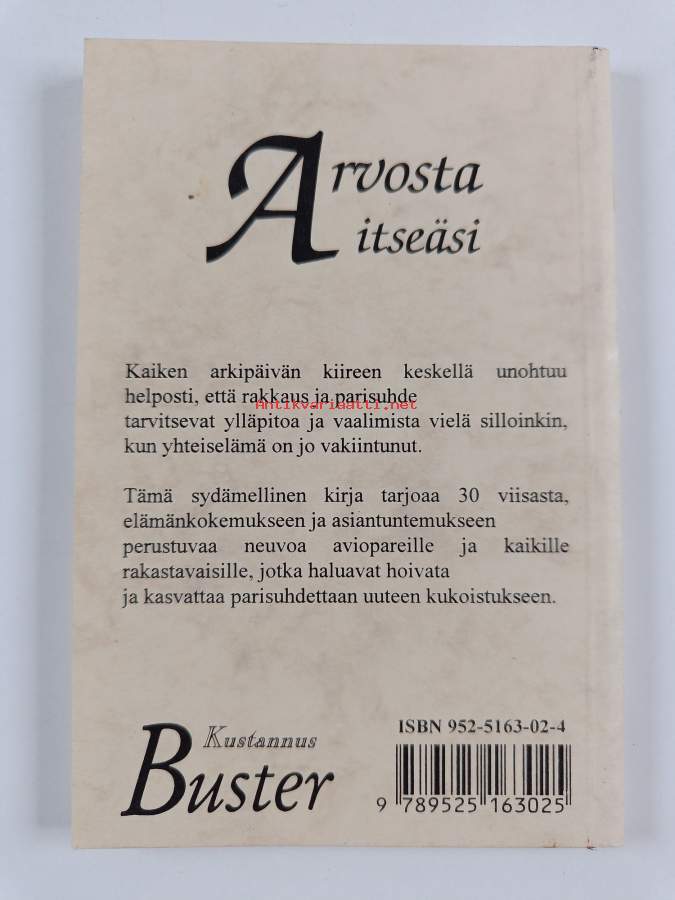 Arvosta
itseäsi
Kaiken arkipäivän kiireen keskellä unohtuu
helposti, että rakkaus ja parisuhde
Antikvariaatti.net
tarvitsevat ylläpitoa ja vaalimista vielä silloinkin,
kun yhteiselämä on jo vakiintunut.
Tämä sydämellinen kirja tarjoaa 30 viisasta,
elämänkokemukseen ja asiantuntemukseen
perustuvaa neuvoa aviopareille ja kaikille
rakastavaisille, jotka haluavat hoivata
ja kasvattaa parisuhdettaan uuteen kukoistukseen.
Kustannus
Buster
ISBN 952-5163-02-4
9 789525 163025